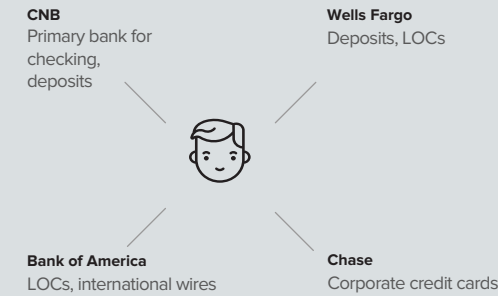 CNB
Primary bank for
checking,
deposits
Wells Fargo
Deposits, LOCs
Bank of America
LOCs, international wires
Chase
Corporate credit cards